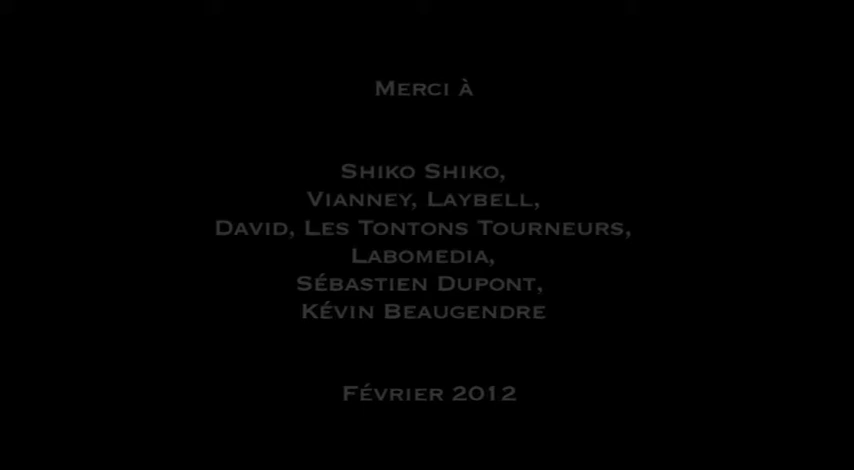 Merci à
Shiko Shiko,
Vianney, Laybell,
David, Les Tontons Tourneurs,
Labomedia,
Sébastien Dupont,
Kévin Beaugendre
Février 2012